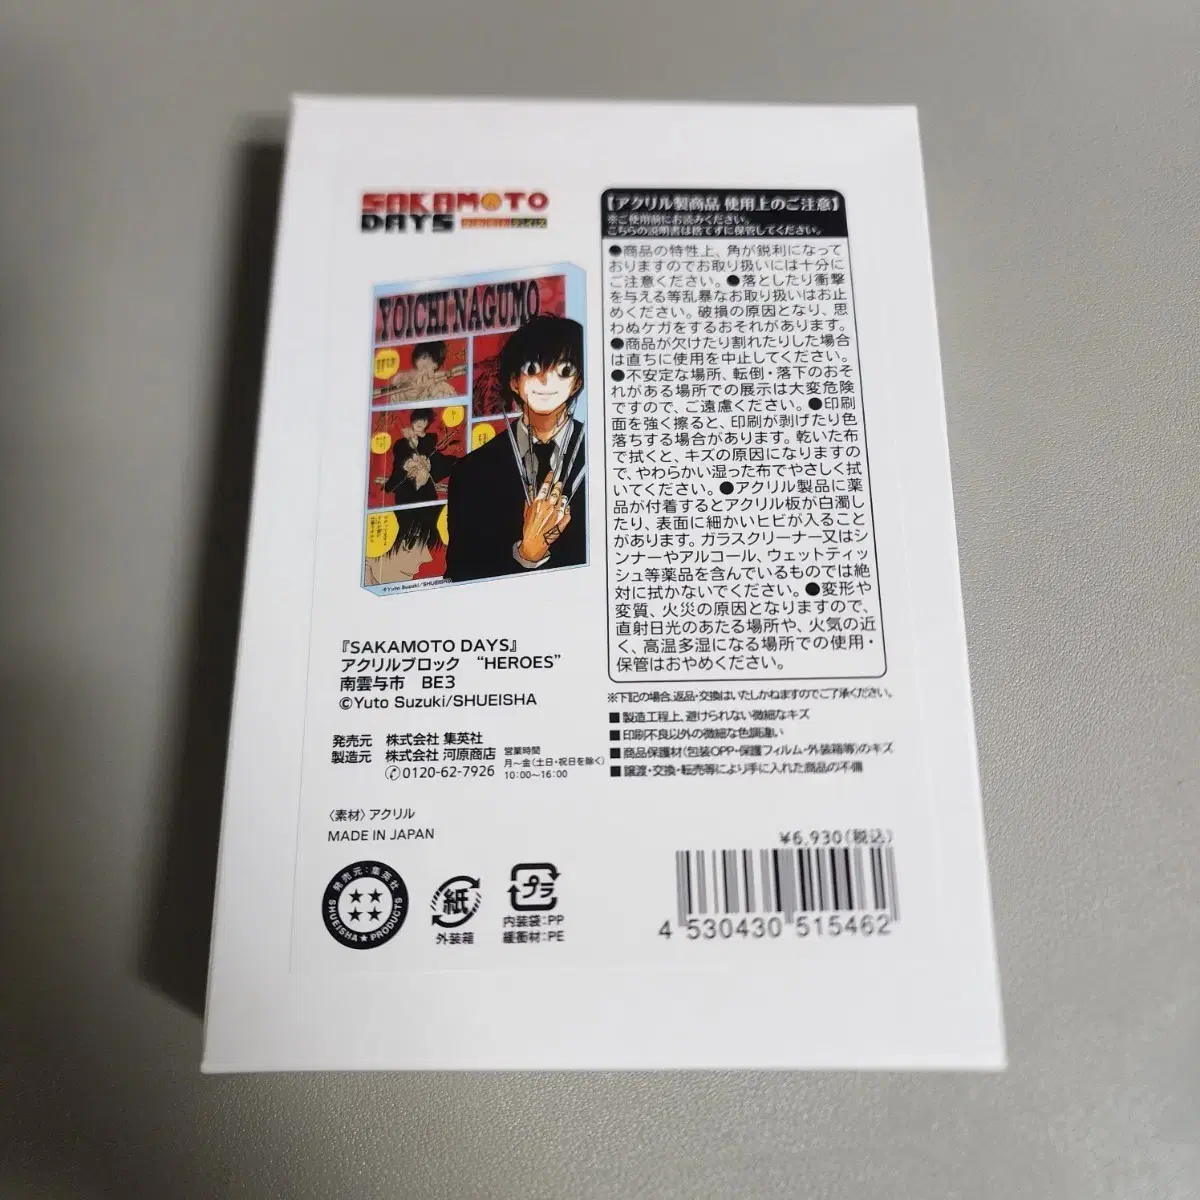 SAKAMOTO
DAYS サカモトデイズ
YOICHI NAGUMO
©Yuto Suzuki/SHUEISHA
『SAKAMOTO DAYS』
アクリルブロック “HEROES”
南雲与市 BE3
©Yuto Suzuki/SHUEISHA
発売元 株式会社 集英社
製造元 株式会社 河原商店
0120-62-7926
営業時間
月～金(土日・祝日を除く)
10:00～16:00
〈素材〉アクリル
MADE IN JAPAN
発売元:集英社
SHUEISHA★PRODUCTS
紙
外装箱
プラ
内装袋:PP
緩衝材:PE
【アクリル製商品 使用上のご注意】
※ご使用前にお読みください。
こちらの説明書は捨てずに保管してください。
●商品の特性上、角が鋭利になって
おりますのでお取り扱いには十分に
ご注意ください。●落としたり衝撃
を与える等乱暴なお取り扱いはお止
めください。破損の原因となり、思
わぬケガをするおそれがあります。
●商品が欠けたり割れたりした場合
は直ちに使用を中止してください。
●不安定な場所、転倒・落下のおそ
れがある場所での展示は大変危険
ですので、ご遠慮ください。●印刷
面を強く擦ると、印刷が剥げたり色
落ちする場合があります。乾いた布
で拭くと、キズの原因になりますの
で、やわらかい湿った布でやさしく拭
いてください。●アクリル製品に薬
品が付着するとアクリル板が白濁し
たり、表面に細かいヒビが入ること
があります。ガラスクリーナー又はシ
ンナーやアルコール、ウェットティッ
シュ等薬品を含んでいるものでは絶
対に拭かないでください。●変形や
変質、火災の原因となりますので、
直射日光のあたる場所や、火気の近
く、高温多湿になる場所での使用・
保管はおやめください。
※下記の場合、返品・交換はいたしかねますのでご了承ください。
■製造工程上、避けられない微細なキズ
■印刷不良以外の微細な色調違い
■商品保護材(包装OPP・保護フィルム・外装箱等)のキズ
■譲渡・交換・転売等により手に入れた商品の不備
¥6,930(税込)
4 530430 515462